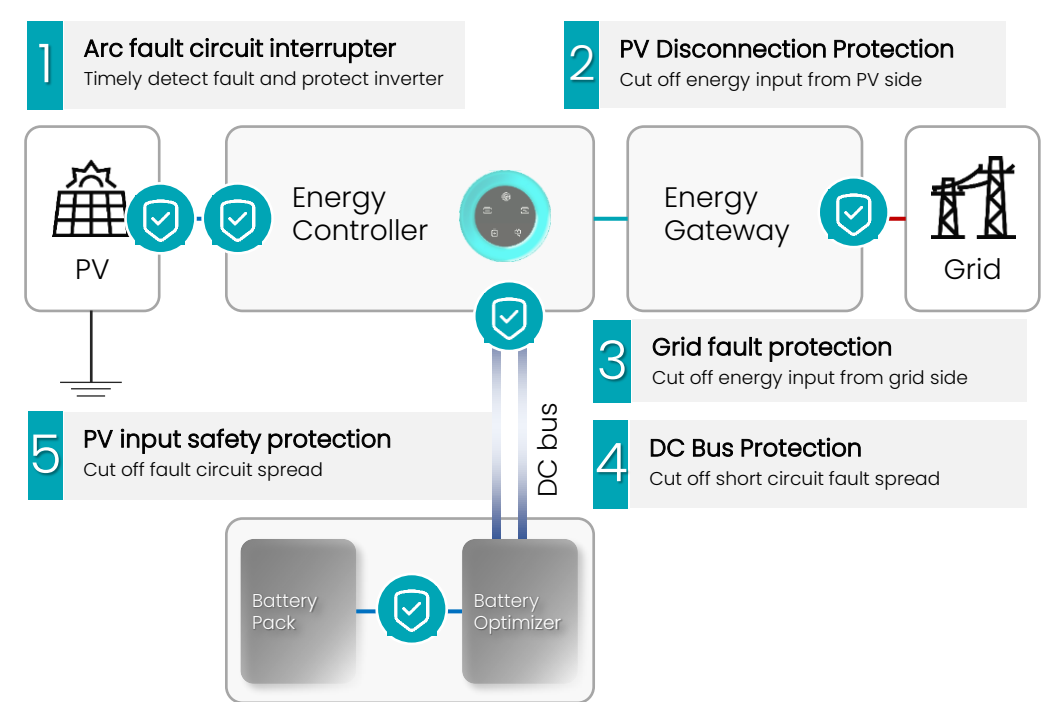 1
Arc fault circuit interrupter
Timely detect fault and protect inverter
2
PV Disconnection Protection
Cut off energy input from PV side
PV
Energy
Controller
Energy
Gateway
Grid
3
Grid fault protection
Cut off energy input from grid side
4
DC Bus Protection
Cut off short circuit fault spread
5
PV input safety protection
Cut off fault circuit spread
DC bus
Battery
Pack
Battery
Optimizer